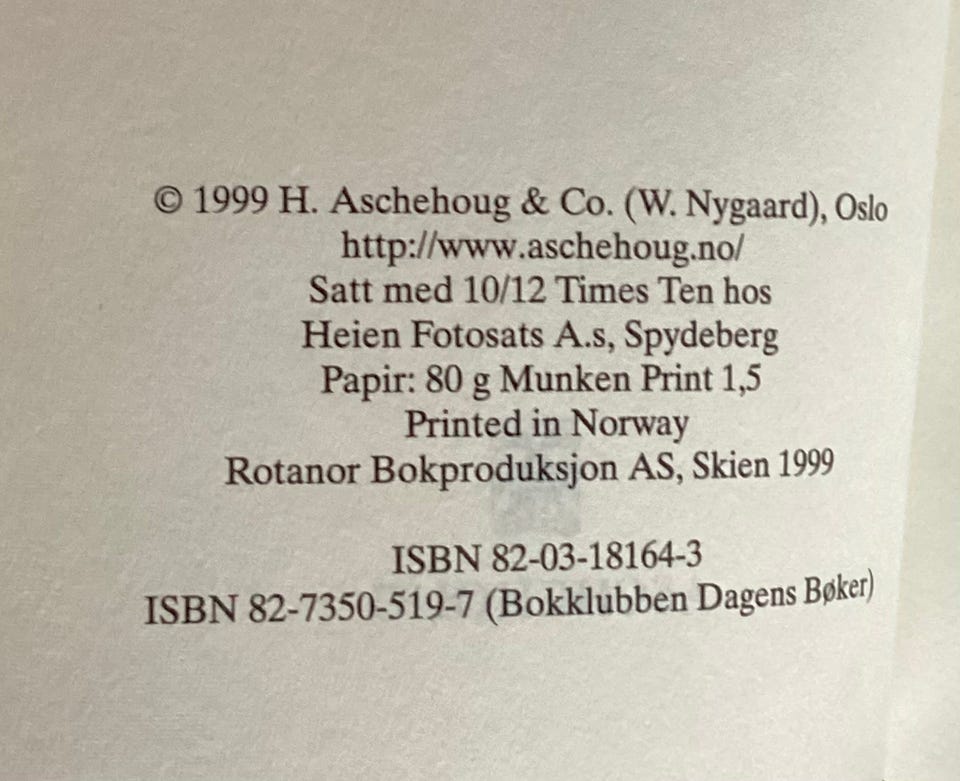 © 1999 H. Aschehoug & Co. (W. Nygaard), Oslo
http://www.aschehoug.no/
Satt med 10/12 Times Ten hos
Heien Fotosats A.s, Spydeberg
Papir: 80 g Munken Print 1,5
Printed in Norway
Rotanor Bokproduksjon AS, Skien 1999
ISBN 82-03-18164-3
ISBN 82-7350-519-7 (Bokklubben Dagens Bøker)